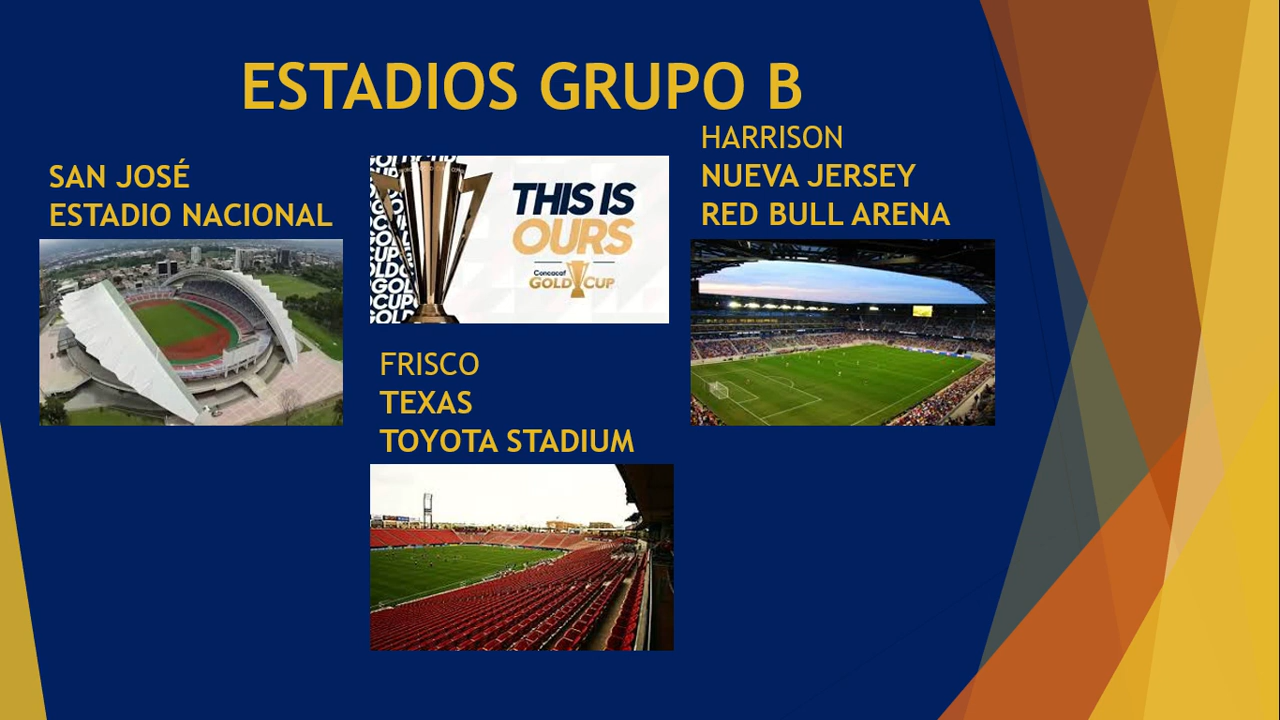 ESTADIOS GRUPO B
SAN JOSÉ
ESTADIO NACIONAL
THIS IS
OURS
Concacaf
GOLD CUP
HARRISON
NUEVA JERSEY
RED BULL ARENA
FRISCO
TEXAS
TOYOTA STADIUM